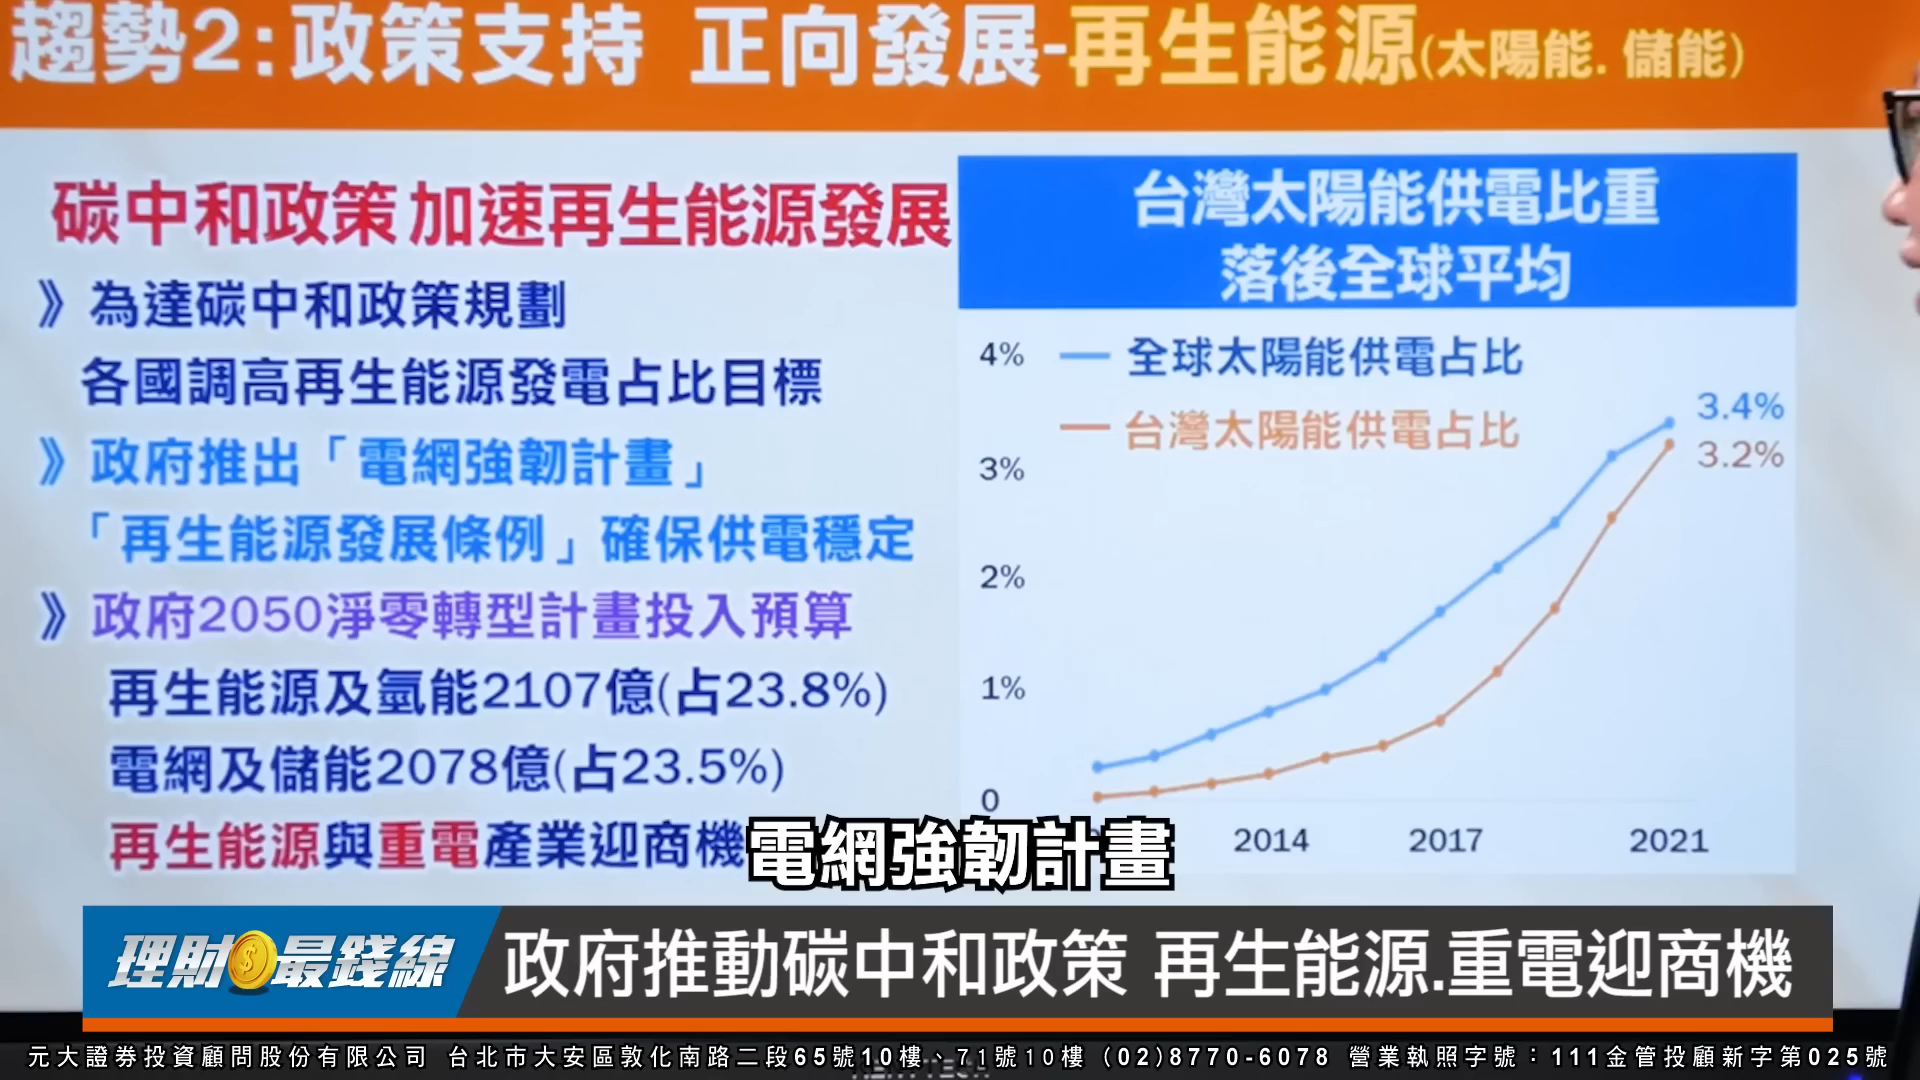 趨勢2:政策支持 正向發展-再生能源(太陽能. 儲能)
碳中和政策加速再生能源發展
》為達碳中和政策規劃
各國調高再生能源發電占比目標
》政府推出「電網強韌計畫」
「再生能源發展條例」確保供電穩定
》政府2050淨零轉型計畫投入預算
再生能源及氫能2107億(占23.8%)
電網及儲能2078億(占23.5%)
再生能源與重電產業迎商機
台灣太陽能供電比重
落後全球平均
4%
全球太陽能供電占比
台灣太陽能供電占比
3.4%
3.2%
3%
2%
1%
0
2014 2017 2021
電網強韌計畫
理財最錢線
政府推動碳中和政策 再生能源.重電迎商機
元大證券投資顧問股份有限公司 台北市大安區敦化南路二段65號10樓、71號10樓 (02)8770-6078 營業執照字號：111金管投顧新字第025號